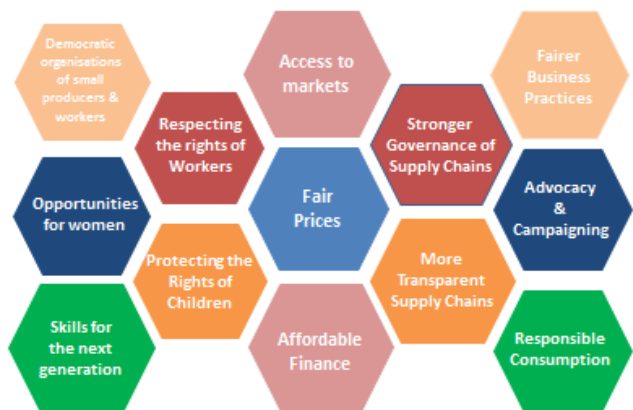 Democratic
organisations
of small
producers &
workers
Access to
markets
Fairer
Business
Practices
Respecting
the rights of
Workers
Stronger
Governance of
Supply Chains
Opportunities
for women
Fair
Prices
Advocacy
&
Campaigning
Protecting the
Rights of
Children
More
Transparent
Supply Chains
Skills for
the next
generation
Affordable
Finance
Responsible
Consumption